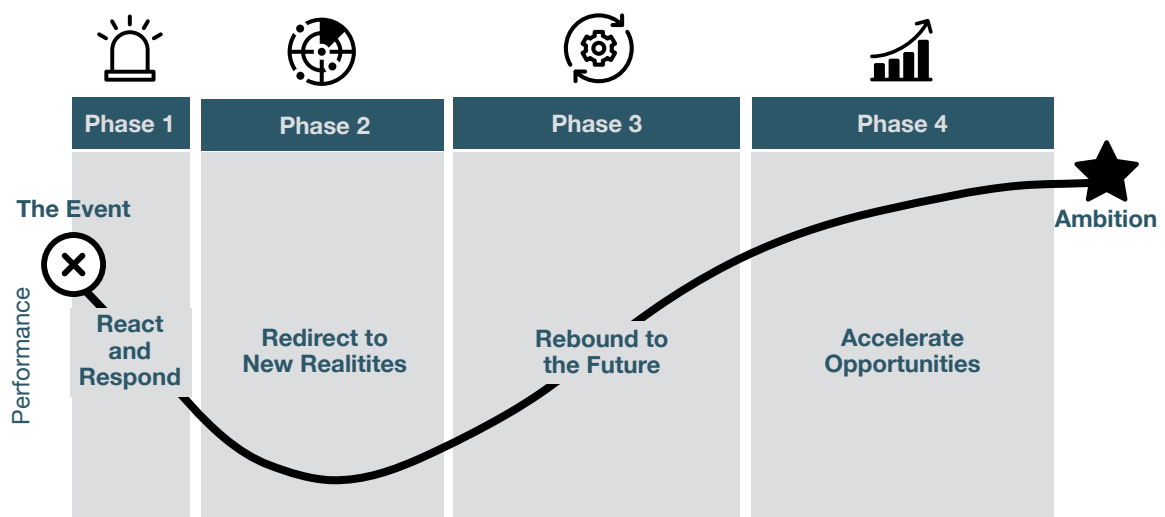 Phase 1
Phase 2
Phase 3
Phase 4
The Event
Ambition
Performance
React
and
Respond
Redirect to
New Realitites
Rebound to
the Future
Accelerate
Opportunities